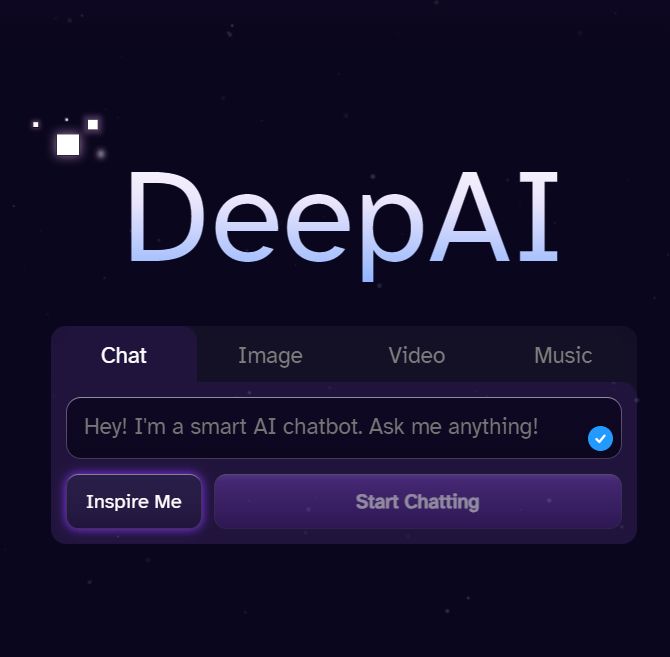 DeepAI
Chat Image Video Music
Hey! I'm a smart AI chatbot. Ask me anything!
Inspire Me Start Chatting